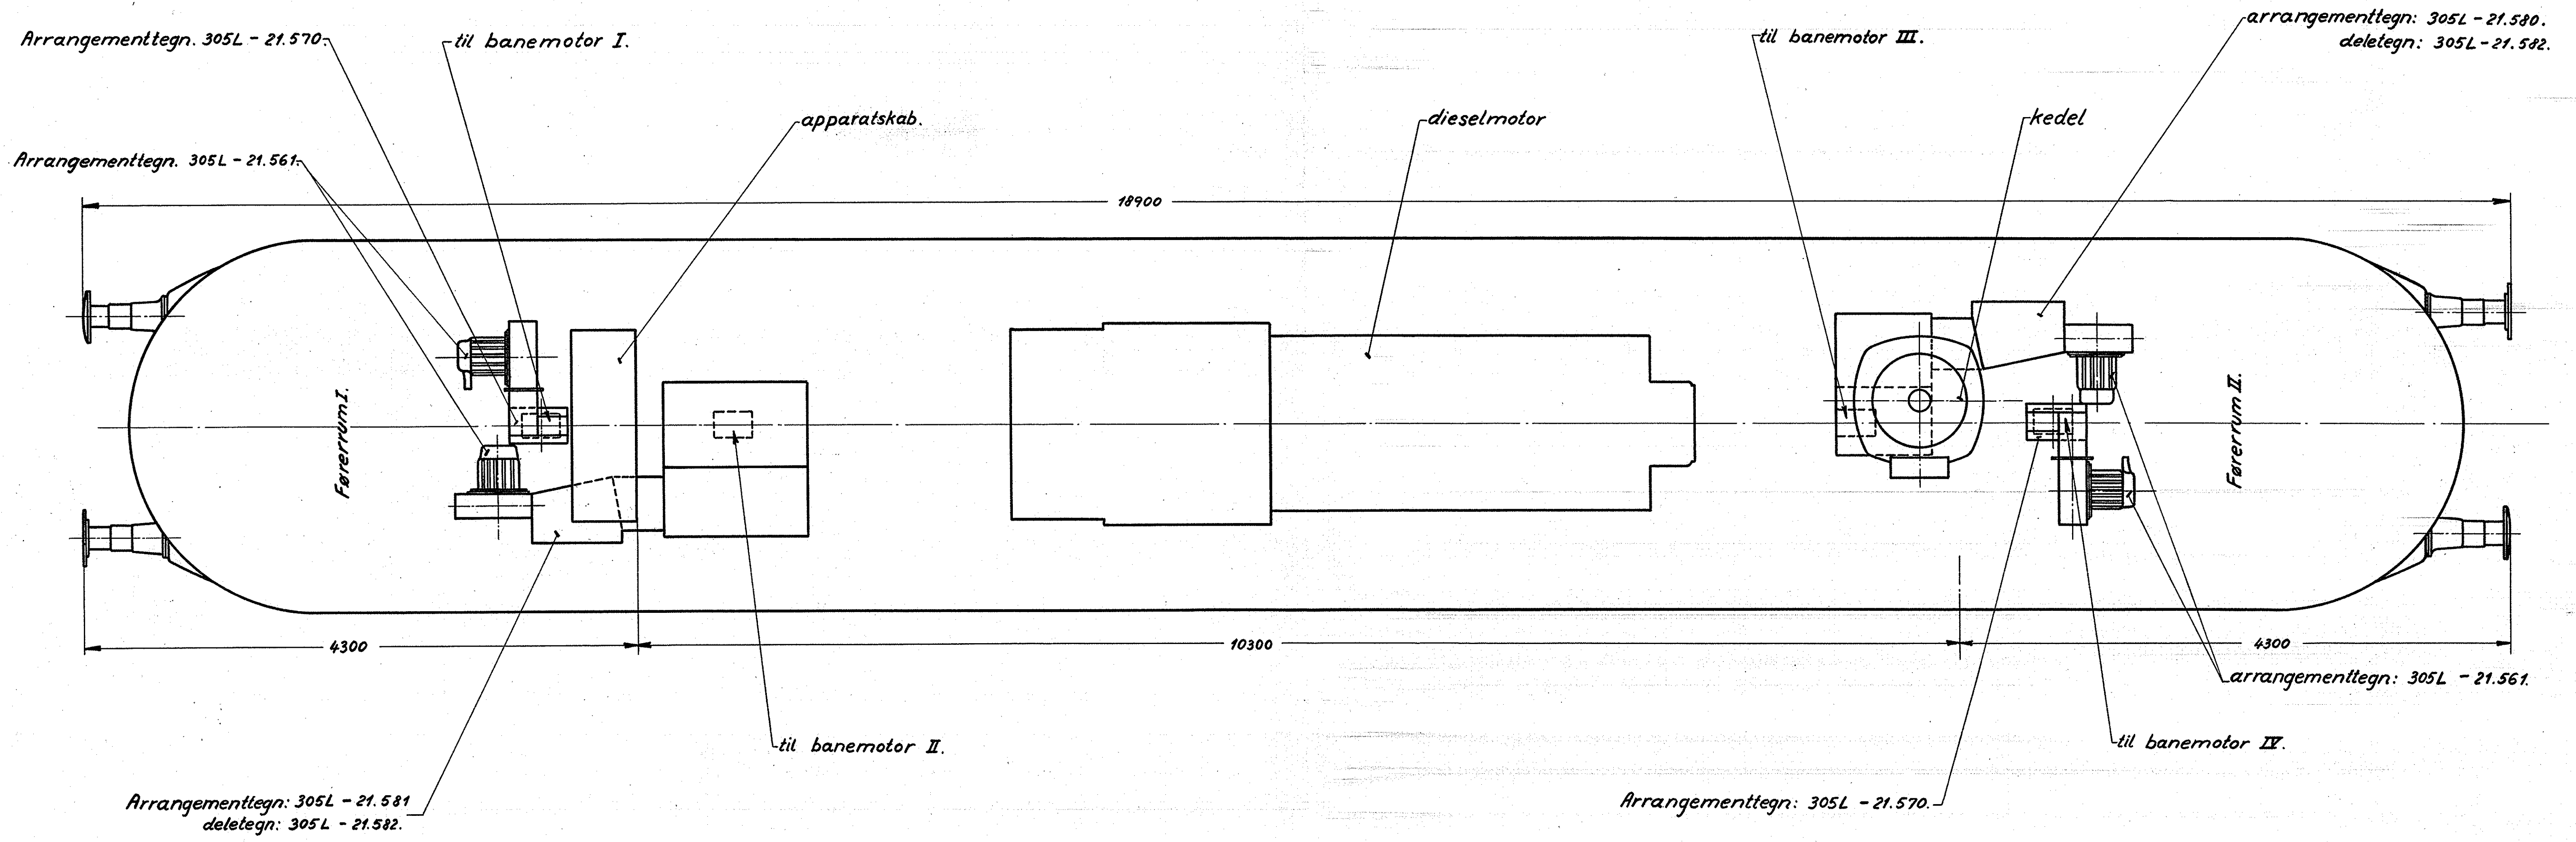 Arrangementtegn. 305L - 21.570.
til banemotor I.
til banemotor III.
arrangementtegn: 305L - 21.580.
deletegn: 305L - 21.582.
apparatskab.
dieselmotor
kedel
Arrangementtegn. 305L - 21.561.
18900
Førerrum I.
Førerrum II.
4300
10300
4300
arrangementtegn: 305L - 21.561.
til banemotor II.
til banemotor IV.
Arrangementtegn: 305L - 21.581
deletegn: 305L - 21.582.
Arrangementtegn: 305L - 21.570.